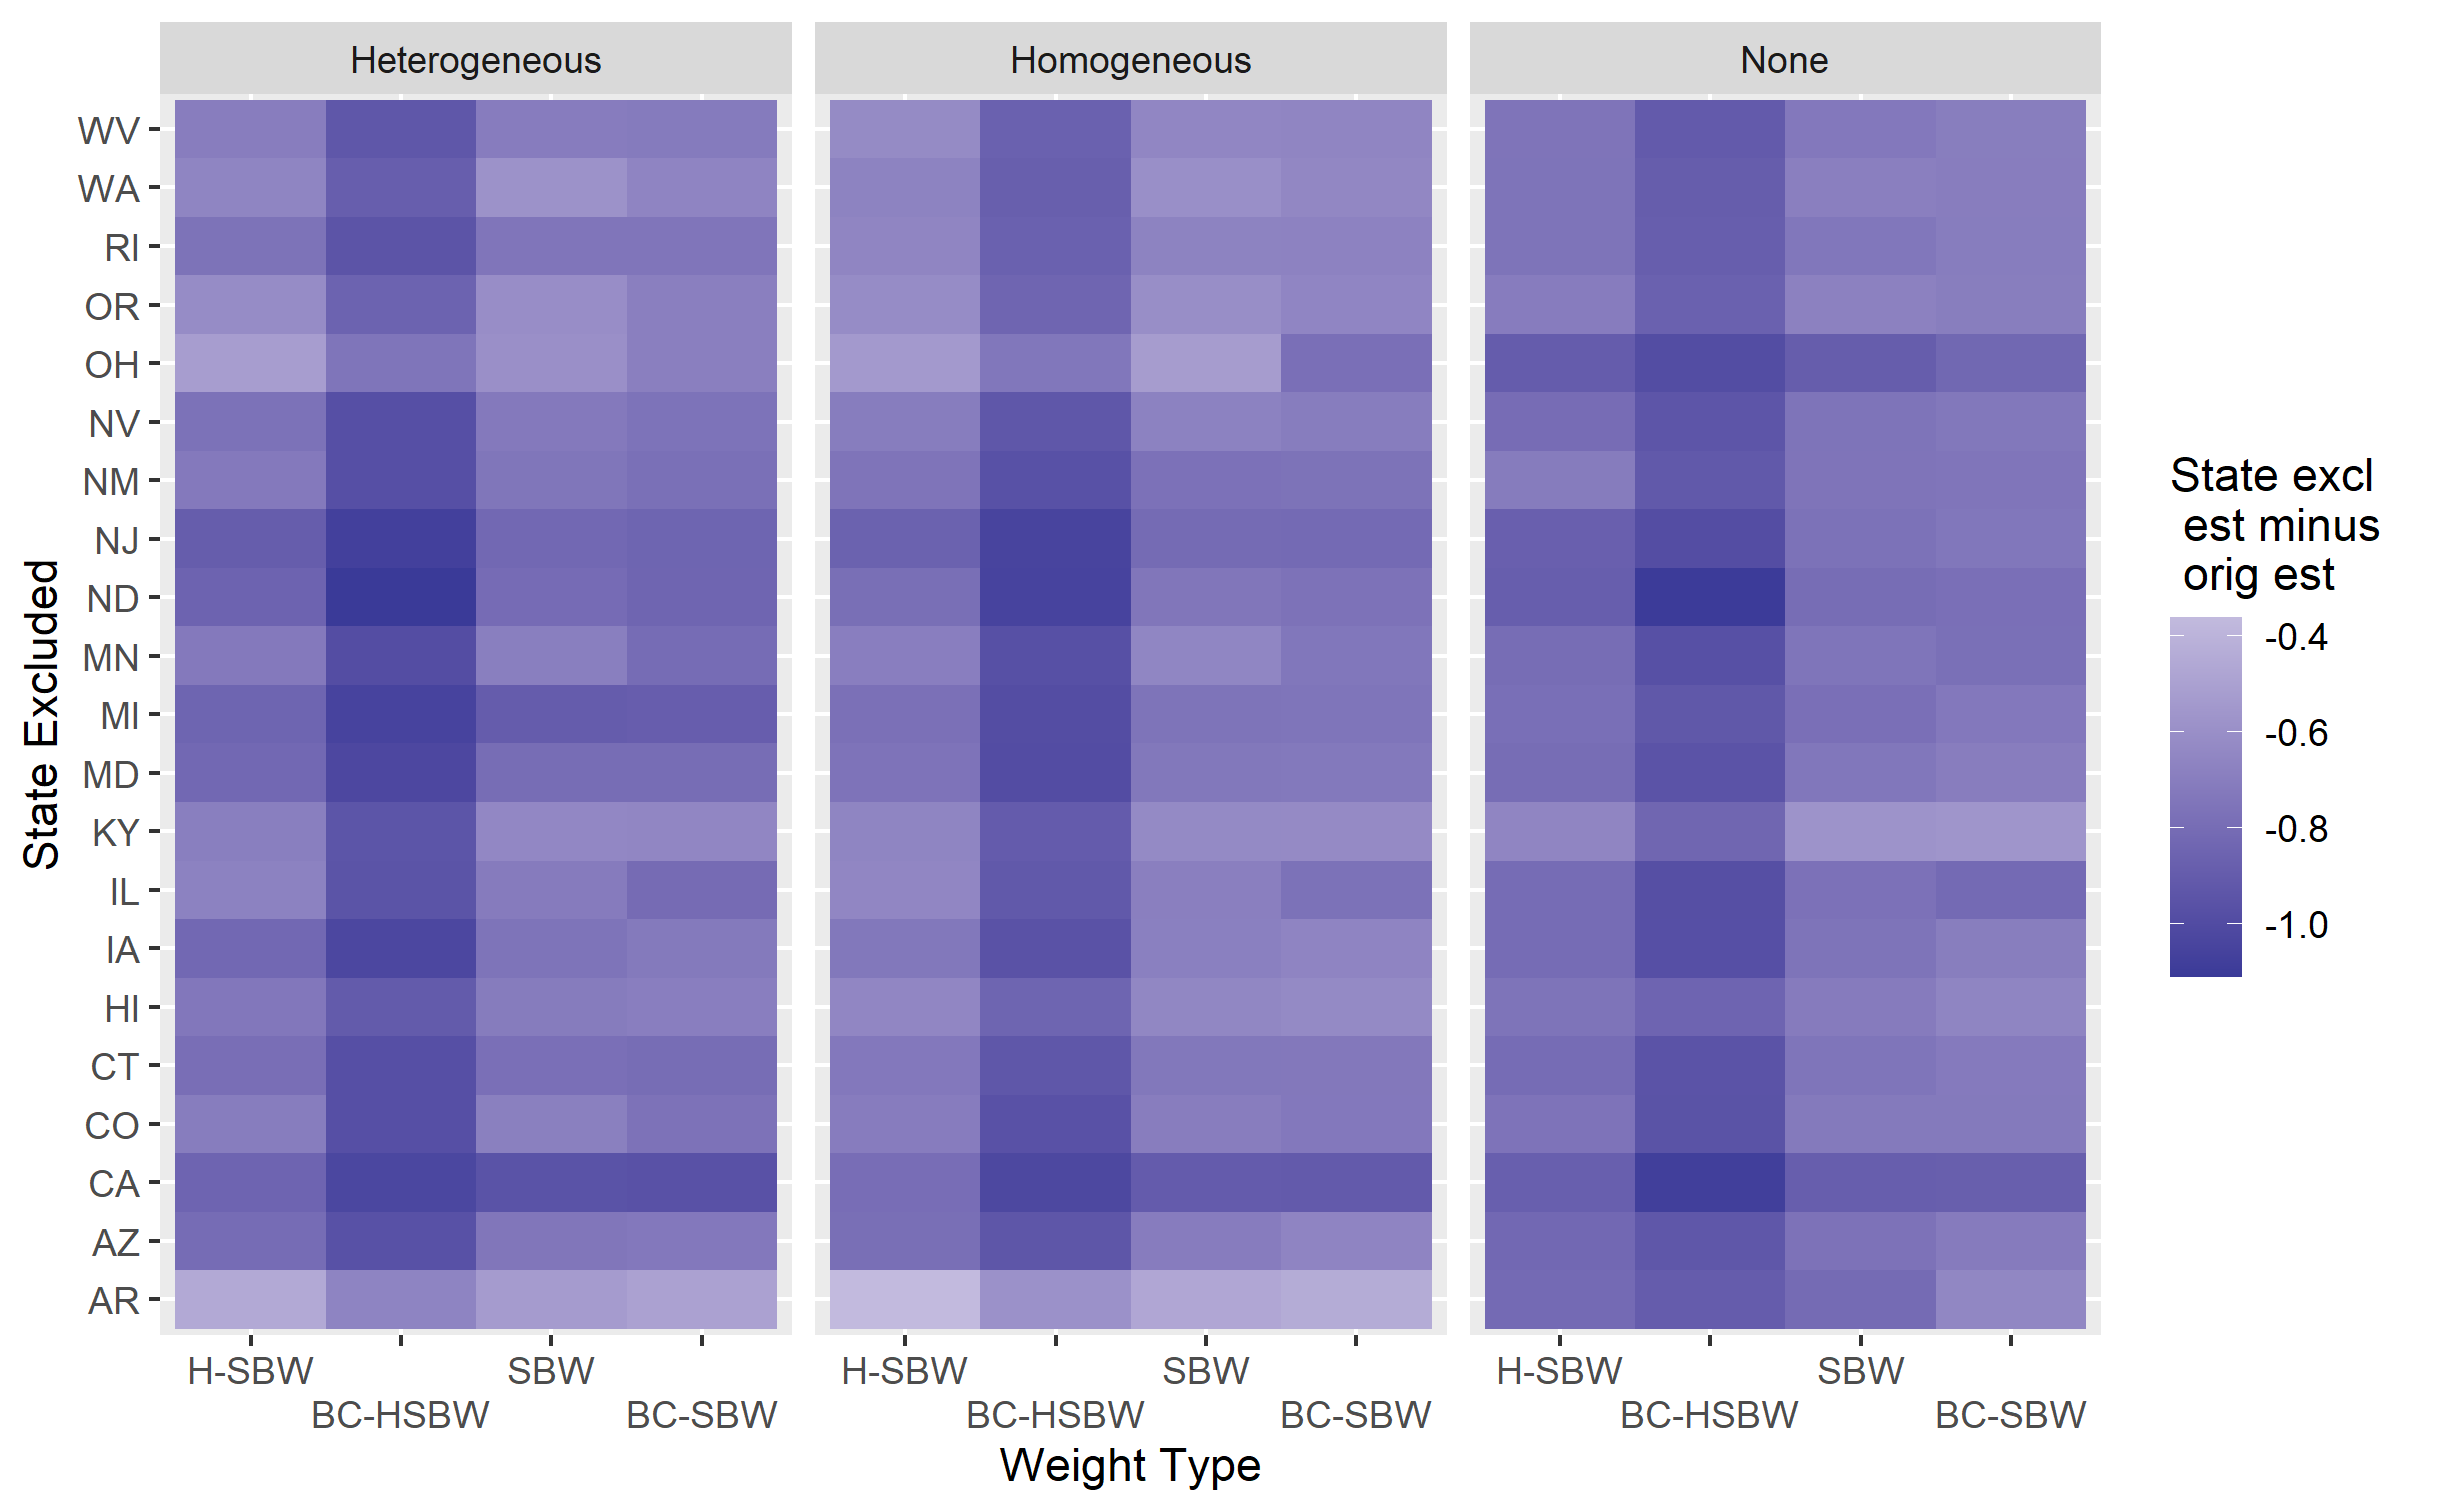 Heterogeneous Homogeneous None
WV
WA
RI
OR
OH
NV
NM
NJ
ND
MN
MI
MD
KY
IL
IA
HI
CT
CO
CA
AZ
AR
State Excluded
H-SBW SBW H-SBW SBW H-SBW SBW
BC-HSBW BC-SBW BC-HSBW BC-SBW BC-HSBW BC-SBW
Weight Type
State excl
est minus
orig est
-0.4
-0.6
-0.8
-1.0